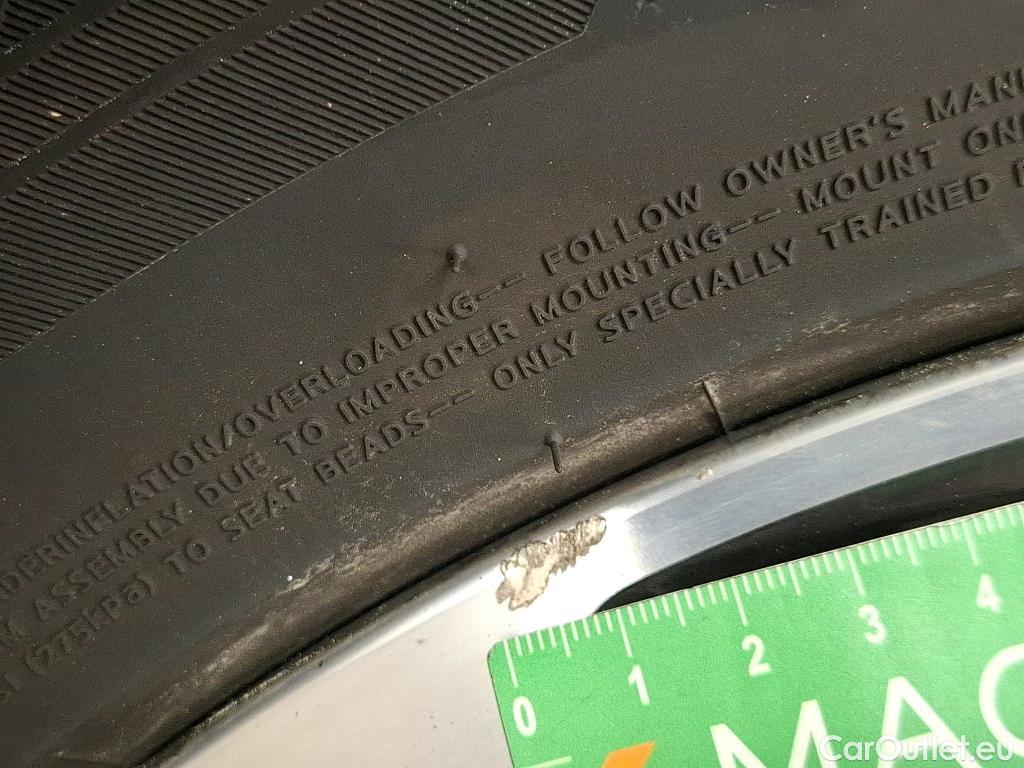 DERINFLATION/OVERLOADING-- FOLLOW OWNER'S MAN
ASSEMBLY DUE TO IMPROPER MOUNTING-- MOUNT ON
(275kPa) TO SEAT BEADS-- ONLY SPECIALLY TRAINED
0 1 2 3 4
MAC
CarOutlet.eu